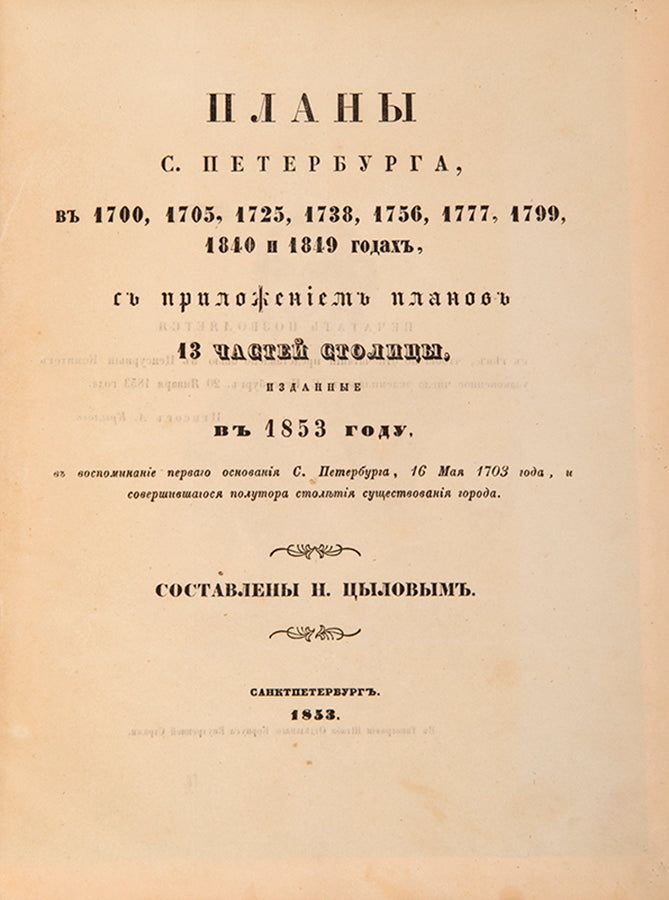 ПЛАНЫ
С. ПЕТЕРБУРГА,
въ 1700, 1705, 1725, 1738, 1756, 1777, 1799,
1840 и 1849 годахъ,
съ приложеніемъ плановъ
13 ЧАСТЕЙ СТОЛИЦЫ,
ИЗДАННЫЕ
въ 1853 году,
въ воспоминаніе перваго основанія С. Петербурга, 16 Мая 1703 года, и
совершившагося полутора столѣтія существованія города.
СОСТАВЛЕНЫ Н. ЦЫЛОВЫМЪ.
САНКТПЕТЕРБУРГЪ.
1853.